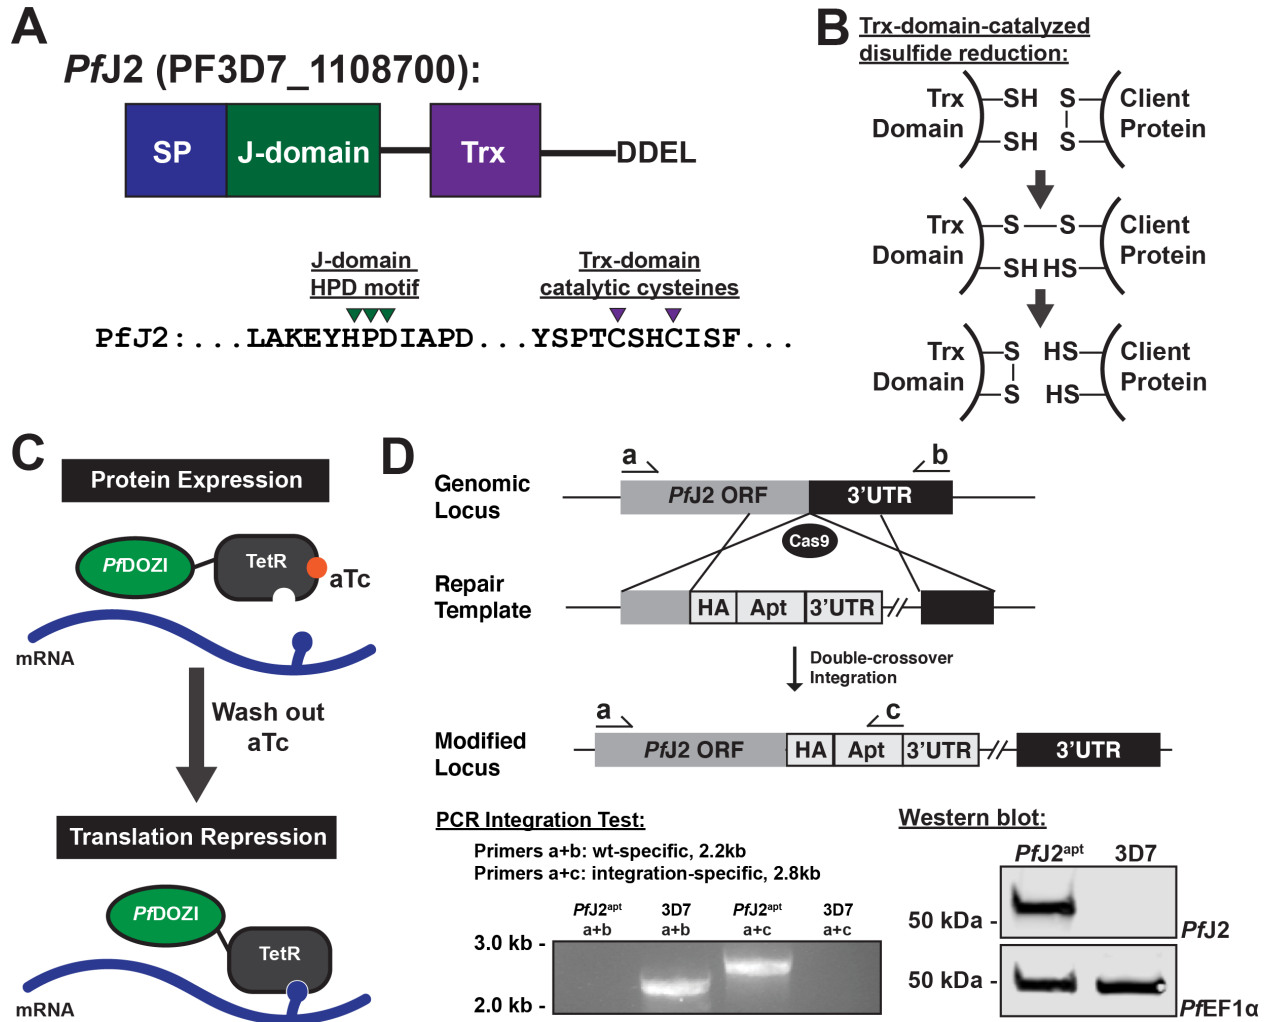 A
PfJ2 (PF3D7_1108700):
SP
J-domain
Trx
DDEL
J-domain
HPD motif
Trx-domain
catalytic cysteines
PfJ2:...LAKEYHPDIAPD...YSPTCSHCISF...
B
Trx-domain-catalyzed
disulfide reduction:
Trx
Domain
SH
SH
S
S
Client
Protein
Trx
Domain
S
S
SH
HS
Client
Protein
Trx
Domain
S
S
HS
HS
Client
Protein
C
Protein Expression
PfDOZI
TetR
aTc
mRNA
Wash out
aTc
Translation Repression
PfDOZI
TetR
mRNA
D
a
b
Genomic
Locus
PfJ2 ORF
3'UTR
Cas9
Repair
Template
HA
Apt
3'UTR
Double-crossover
Integration
a
c
Modified
Locus
PfJ2 ORF
HA
Apt
3'UTR
3'UTR
PCR Integration Test:
Primers a+b: wt-specific, 2.2kb
Primers a+c: integration-specific, 2.8kb
PfJ2apt 3D7 PfJ2apt 3D7
a+b a+b a+c a+c
3.0 kb -
2.0 kb -
Western blot:
PfJ2apt 3D7
50 kDa -
PfJ2
50 kDa -
PfEF1α